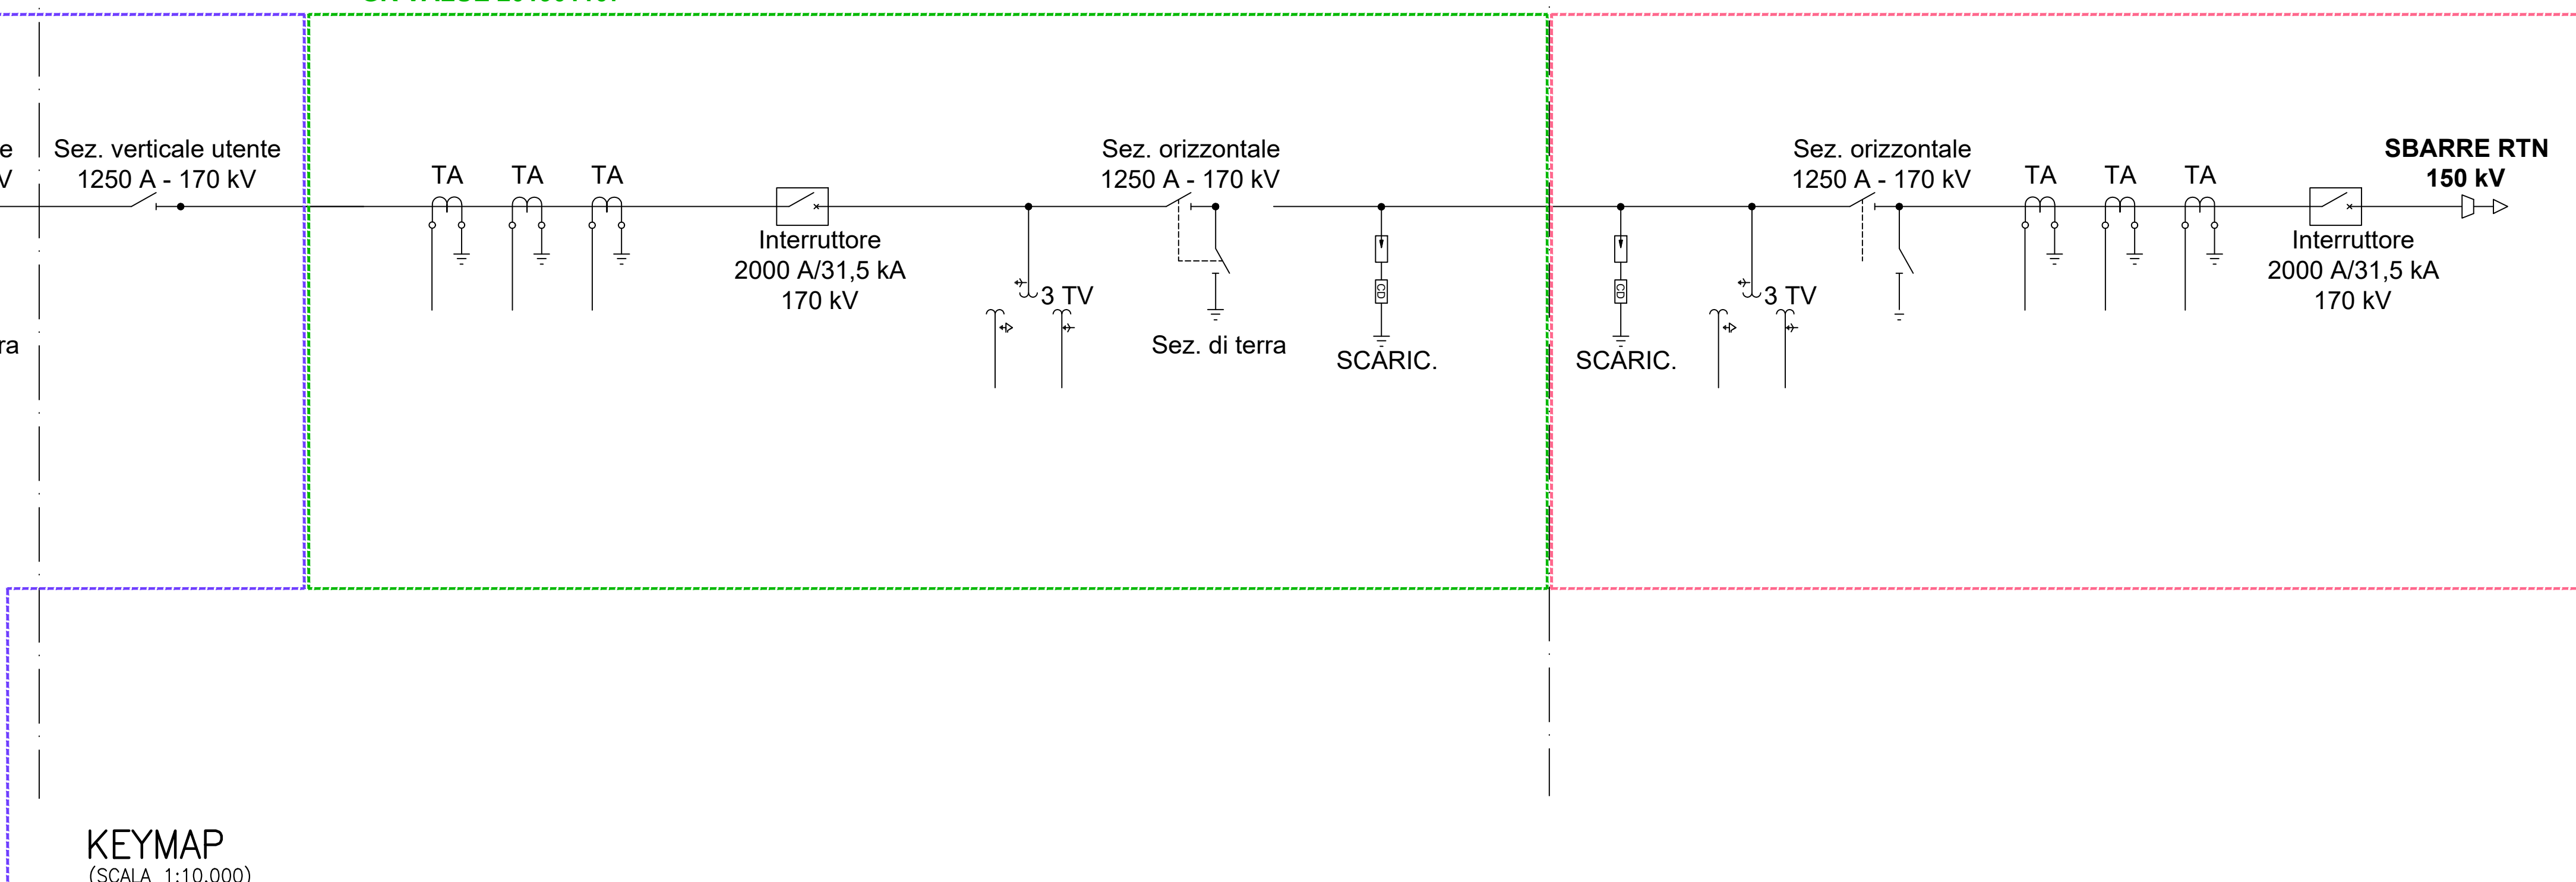 Sez. verticale utente
1250 A - 170 kV
TA
TA
TA
Interruttore
2000 A/31,5 kA
170 kV
3 TV
Sez. orizzontale
1250 A - 170 kV
Sez. di terra
CD
SCARIC.
CD
SCARIC.
3 TV
Sez. orizzontale
1250 A - 170 kV
TA
TA
TA
Interruttore
2000 A/31,5 kA
170 kV
SBARRE RTN
150 kV
KEYMAP
(SCALA 1:10.000)